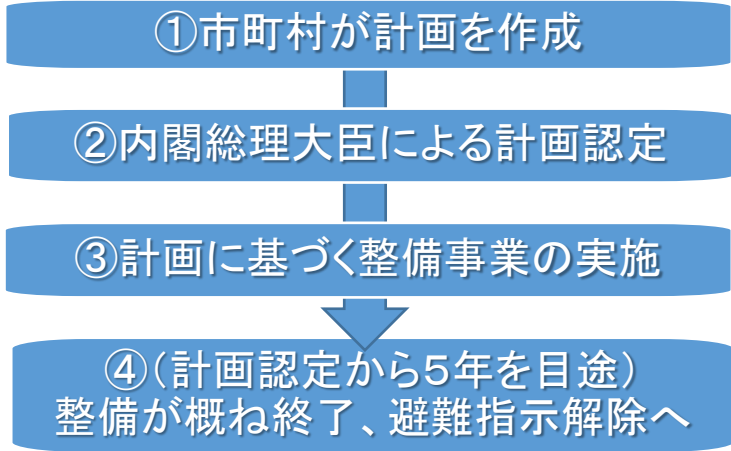 ①市町村が計画を作成
②内閣総理大臣による計画認定
③計画に基づく整備事業の実施
④(計画認定から５年を目途)
整備が概ね終了、避難指示解除へ